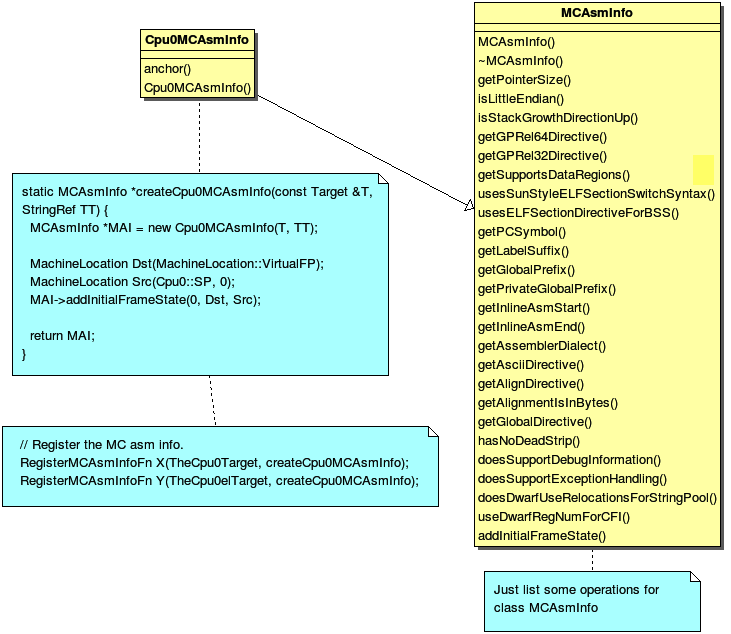 Cpu0MCAsmInfo
anchor()
Cpu0MCAsmInfo()
static MCAsmInfo *createCpu0MCAsmInfo(const Target &T,
StringRef TT) {
MCAsmInfo *MAI = new Cpu0MCAsmInfo(T, TT);
MachineLocation Dst(MachineLocation::VirtualFP);
MachineLocation Src(Cpu0::SP, 0);
MAI->addInitialFrameState(0, Dst, Src);
return MAI;
}
// Register the MC asm info.
RegisterMCAsmInfoFn X(TheCpu0Target, createCpu0MCAsmInfo);
RegisterMCAsmInfoFn Y(TheCpu0elTarget, createCpu0MCAsmInfo);
MCAsmInfo
MCAsmInfo()
~MCAsmInfo()
getPointerSize()
isLittleEndian()
isStackGrowthDirectionUp()
getGPRel64Directive()
getGPRel32Directive()
getSupportsDataRegions()
usesSunStyleELFSectionSwitchSyntax()
usesELFSectionDirectiveForBSS()
getPCSymbol()
getLabelSuffix()
getGlobalPrefix()
getPrivateGlobalPrefix()
getInlineAsmStart()
getInlineAsmEnd()
getAssemblerDialect()
getAsciiDirective()
getAlignDirective()
getAlignmentIsInBytes()
getGlobalDirective()
hasNoDeadStrip()
doesSupportDebugInformation()
doesSupportExceptionHandling()
doesDwarfUseRelocationsForStringPool()
useDwarfRegNumForCFI()
addInitialFrameState()
Just list some operations for
class MCAsmInfo